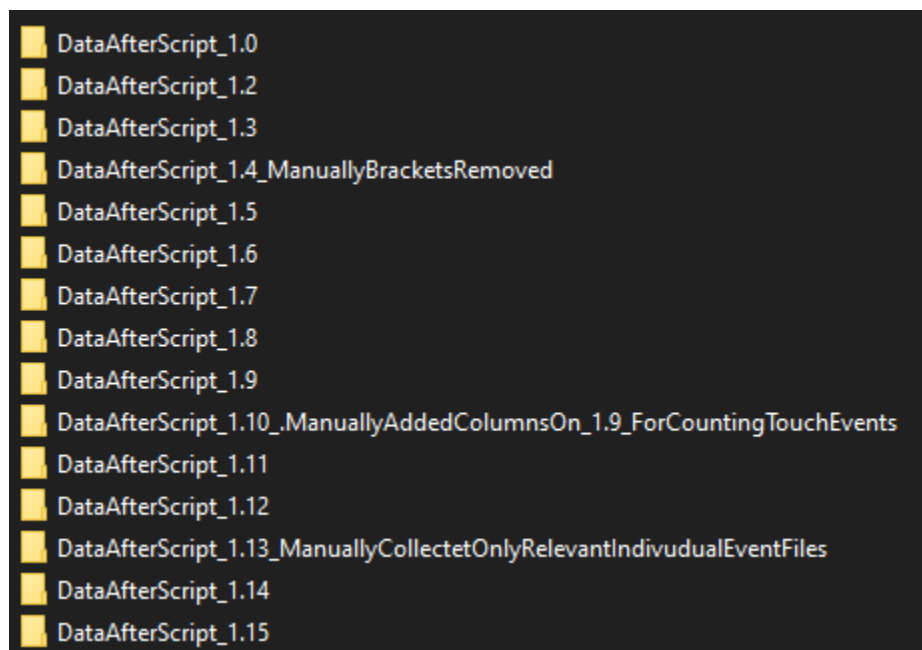 DataAfterScript_1.0
DataAfterScript_1.2
DataAfterScript_1.3
DataAfterScript_1.4_ManuallyBracketsRemoved
DataAfterScript_1.5
DataAfterScript_1.6
DataAfterScript_1.7
DataAfterScript_1.8
DataAfterScript_1.9
DataAfterScript_1.10_.ManuallyAddedColumnsOn_1.9_ForCountingTouchEvents
DataAfterScript_1.11
DataAfterScript_1.12
DataAfterScript_1.13_ManuallyCollectetOnlyRelevantIndivudualEventFiles
DataAfterScript_1.14
DataAfterScript_1.15